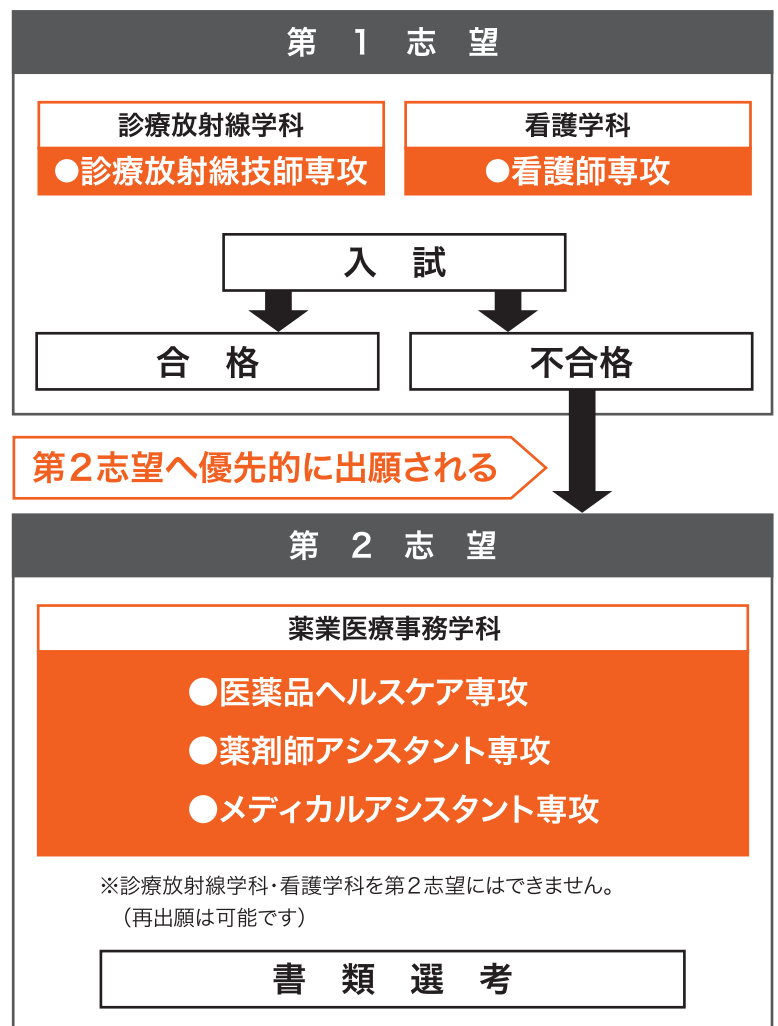 第 1 志 望
診療放射線学科
●診療放射線技師専攻
看護学科
●看護師専攻
入 試
合 格
不合格
第2志望へ優先的に出願される
第 2 志 望
薬業医療事務学科
●医薬品ヘルスケア専攻
●薬剤師アシスタント専攻
●メディカルアシスタント専攻
※診療放射線学科・看護学科を第2志望にはできません。
（再出願は可能です）
書 類 選 考